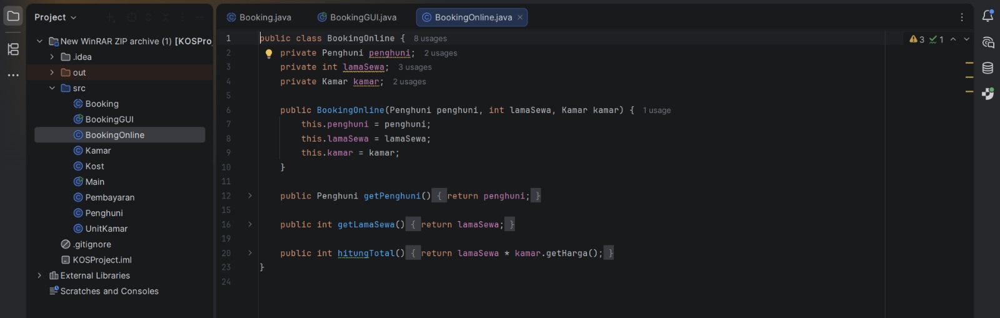 Project
New WinRAR ZIP archive (1) [KOSProj
.idea
out
src
Booking
BookingGUI
BookingOnline
Kamar
Kost
Main
Pembayaran
Penghuni
UnitKamar
.gitignore
KOSProject.iml
External Libraries
Scratches and Consoles
Booking.java
BookingGUI.java
BookingOnline.java
3 1
1 public class BookingOnline { 8 usages
2 private Penghuni penghuni; 2 usages
3 private int lamaSewa; 3 usages
4 private Kamar kamar; 2 usages
5
6 public BookingOnline(Penghuni penghuni, int lamaSewa, Kamar kamar) { 1 usage
7 this.penghuni = penghuni;
8 this.lamaSewa = lamaSewa;
9 this.kamar = kamar;
10 }
11
12 public Penghuni getPenghuni() { return penghuni; }
15
16 public int getLamaSewa() { return lamaSewa; }
19
20 public int hitungTotal() { return lamaSewa * kamar.getHarga(); }
23 }
24